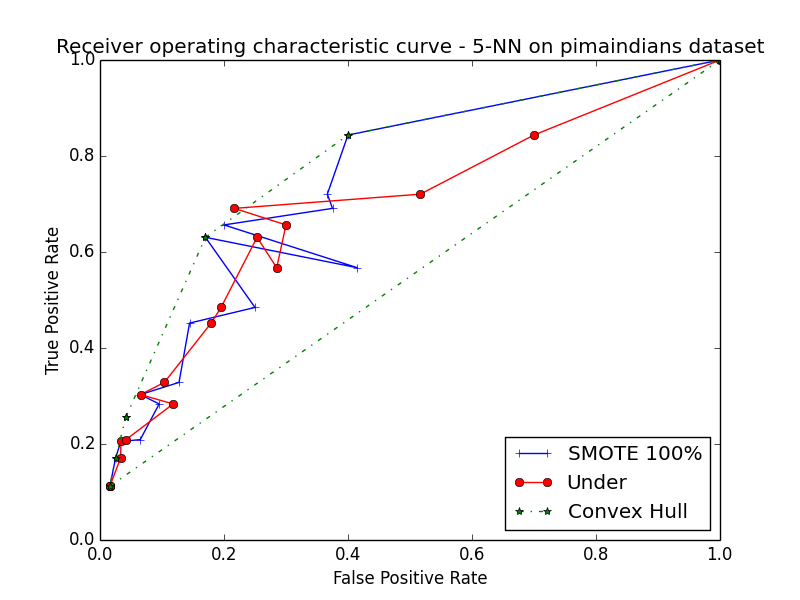 Receiver operating characteristic curve - 5-NN on pimaindians dataset
1.0
0.8
0.6
0.4
0.2
0.0
True Positive Rate
SMOTE 100%
Under
Convex Hull
0.0 0.2 0.4 0.6 0.8 1.0
False Positive Rate